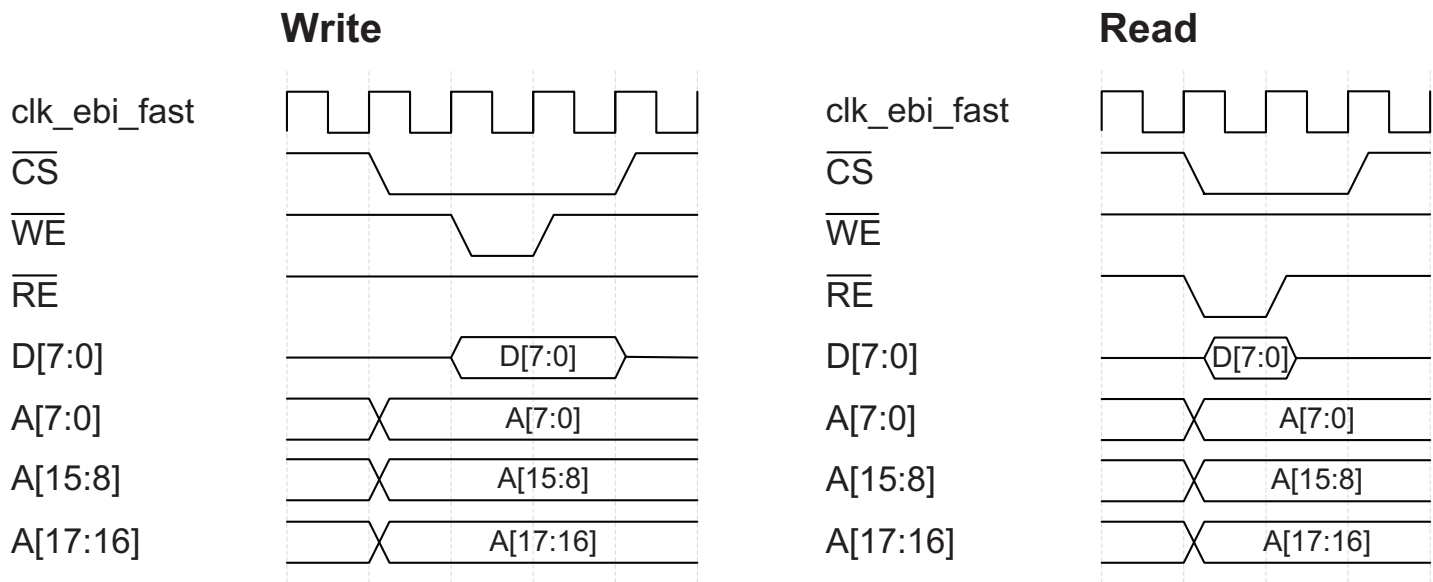 Write
clk_ebi_fast
CS
WE
RE
D[7:0]
D[7:0]
A[7:0]
A[7:0]
A[15:8]
A[15:8]
A[17:16]
A[17:16]
Read
clk_ebi_fast
CS
WE
RE
D[7:0]
D[7:0]
A[7:0]
A[7:0]
A[15:8]
A[15:8]
A[17:16]
A[17:16]